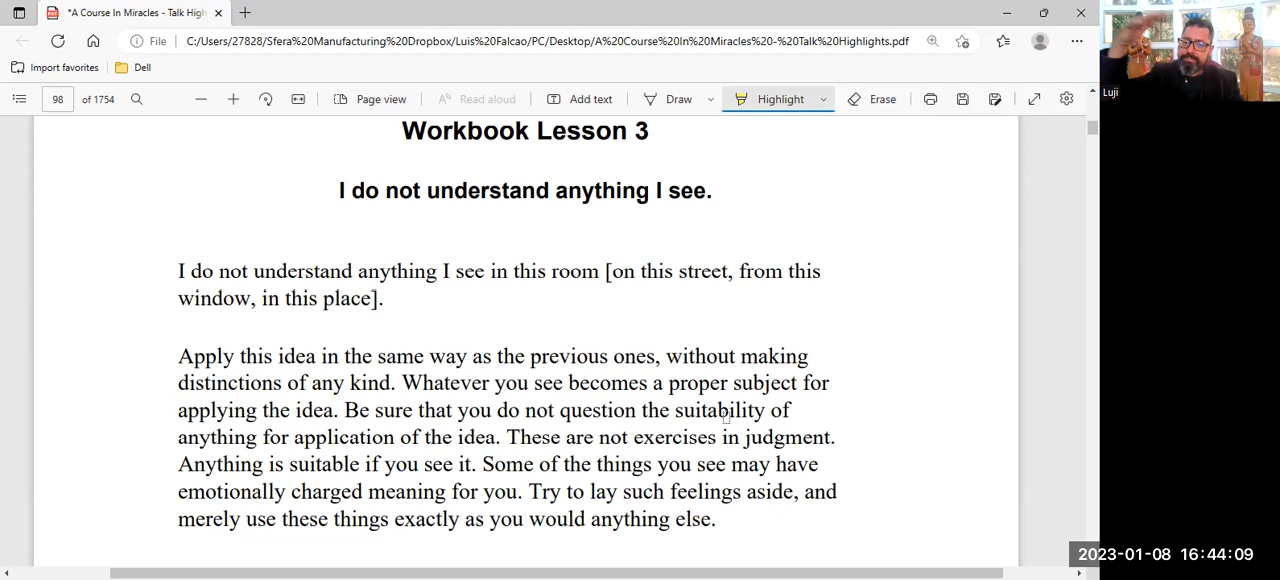 *A Course In Miracles - Talk High
File
C:/Users/27828/Sfera%20Manufacturing%20Dropbox/Luis%20Falcao/PC/Desktop/A%20Course%20In%20Miracles%20-%20Talk%20Highlights.pdf
Import favorites
Dell
98 of 1754
Page view
Read aloud
Add text
Draw
Highlight
Erase
Luji
Workbook Lesson 3
I do not understand anything I see.
I do not understand anything I see in this room [on this street, from this
window, in this place].
Apply this idea in the same way as the previous ones, without making
distinctions of any kind. Whatever you see becomes a proper subject for
applying the idea. Be sure that you do not question the suitability of
anything for application of the idea. These are not exercises in judgment.
Anything is suitable if you see it. Some of the things you see may have
emotionally charged meaning for you. Try to lay such feelings aside, and
merely use these things exactly as you would anything else.
2023-01-08 16:44:09